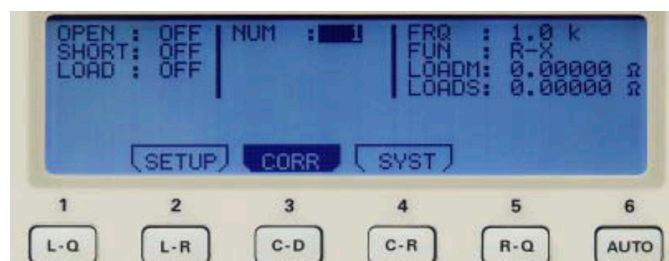 OPEN : OFF
SHORT: OFF
LOAD : OFF
NUM : 1
FRQ : 1.0 k
FUN : R-X
LOADM: 0.00000 Ω
LOADS: 0.00000 Ω
SETUP CORR SYST
1 2 3 4 5 6
L-Q L-R C-D C-R R-Q AUTO